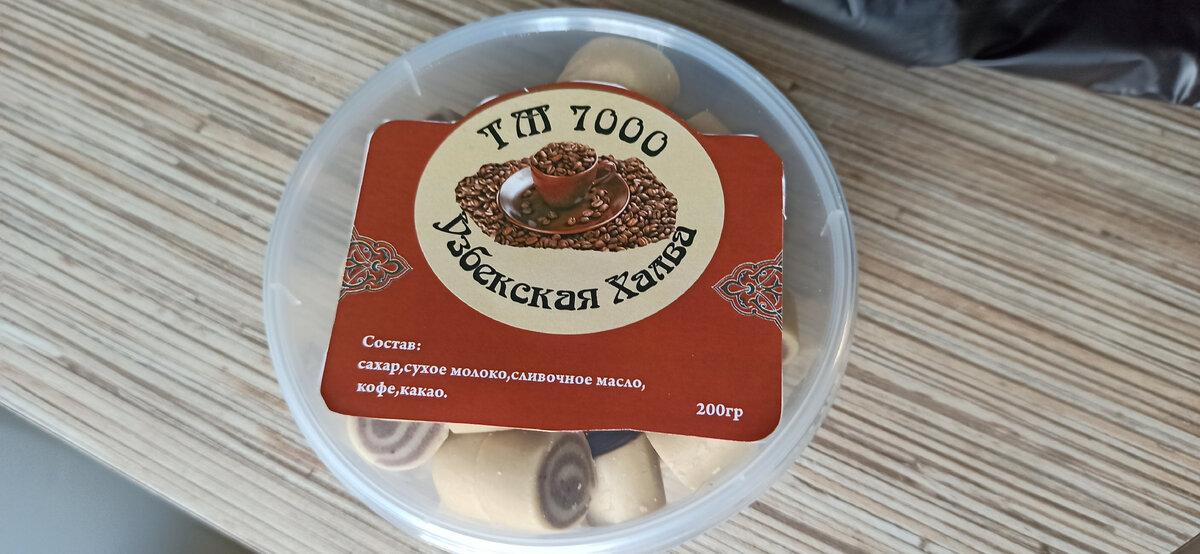 ТМ 7000
Узбекская Халва
Состав:
сахар,сухое молоко,сливочное масло,
кофе,какао.
200гр